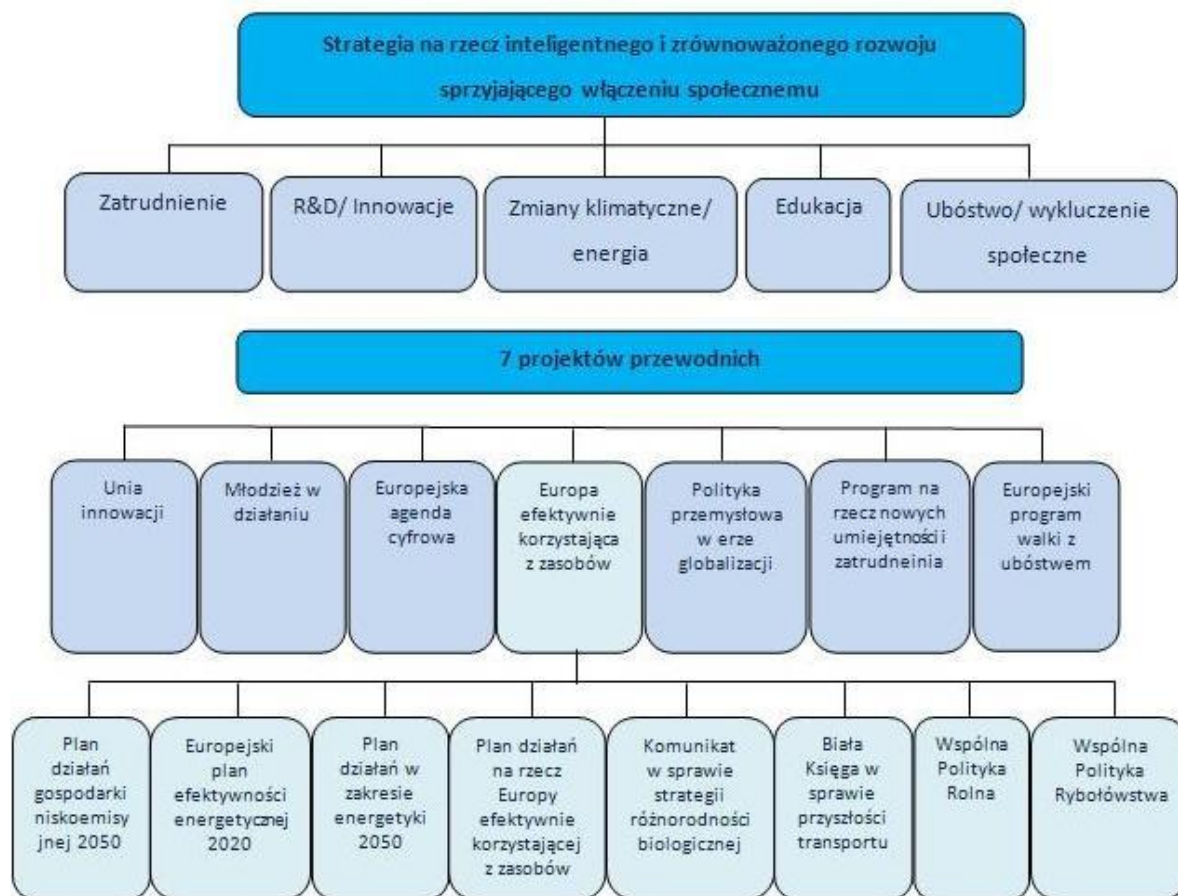 Strategia na rzecz inteligentnego i zrównoważonego rozwoju
sprzyjającego włączeniu społecznemu
Zatrudnienie
R&D/ Innowacje
Zmiany klimatyczne/
energia
Edukacja
Ubóstwo/ wykluczenie
społeczne
7 projektów przewodnich
Unia
innowacji
Młodzież w
działaniu
Europejska
agenda
cyfrowa
Europa
efektywnie
korzystająca
z zasobów
Polityka
przemysłowa
w erze
globalizacji
Program na
rzecz nowych
umiejętności i
zatrudneinia
Europejski
program
walki z
ubóstwem
Plan
działań
gospodarki
niskoemisy
jnej 2050
Europejski
plan
efektywności
energetycznej
2020
Plan
działań w
zakresie
energetyki
2050
Plan działań
na rzecz
Europy
efektywnie
korzystającej
z zasobów
Komunikat
w sprawie
strategii
różnorodności
biologicznej
Biała
Księga w
sprawie
przyszłości
transportu
Wspólna
Polityka
Rolna
Wspólna
Polityka
Rybołówstwa